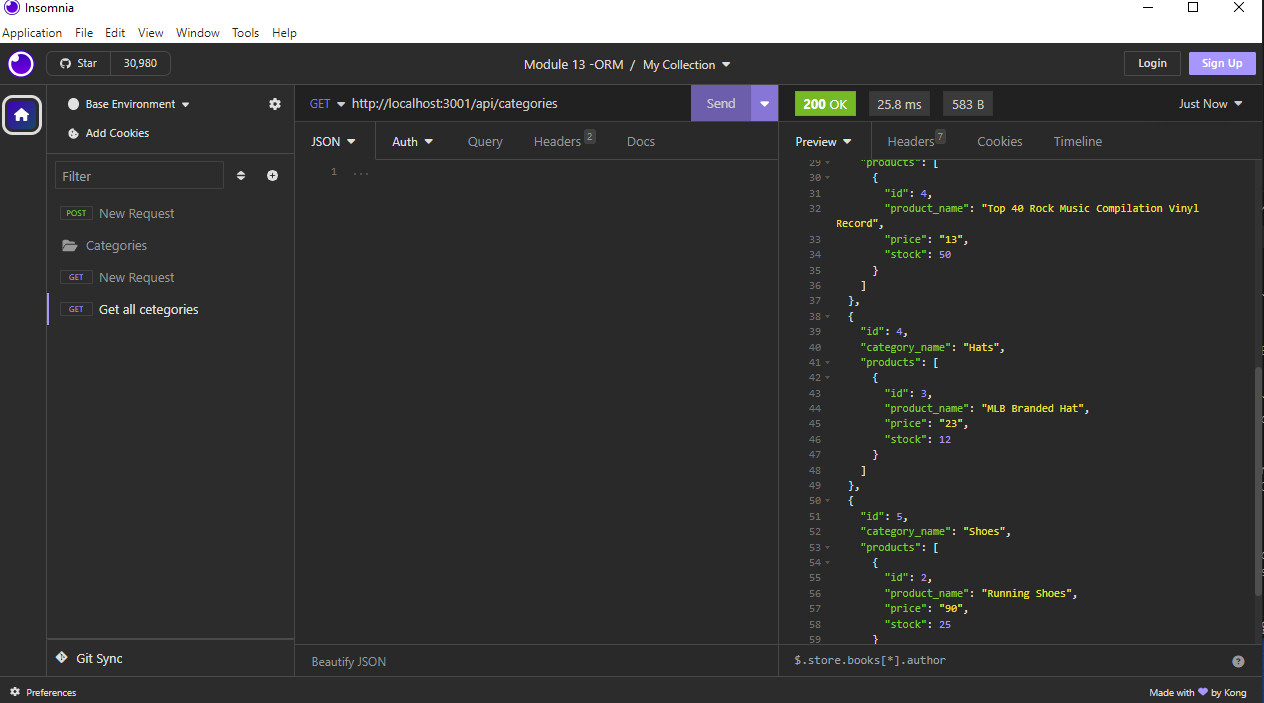 Insomnia
Application File Edit View Window Tools Help
Star 30,980
Module 13 -ORM / My Collection
Login Sign Up
Base Environment
Add Cookies
Filter
POST New Request
Categories
GET New Request
GET Get all cetegories
Git Sync
GET http://localhost:3001/api/categories Send
JSON Auth Query Headers 2 Docs
1 ...
Beautify JSON
200 OK 25.8 ms 583 B Just Now
Preview Headers 7 Cookies Timeline
29 "products": [
30 {
31 "id": 4,
32 "product_name": "Top 40 Rock Music Compilation Vinyl
Record",
33 "price": "13",
34 "stock": 50
35 }
36 ]
37 },
38 {
39 "id": 4,
40 "category_name": "Hats",
41 "products": [
42 {
43 "id": 3,
44 "product_name": "MLB Branded Hat",
45 "price": "23",
46 "stock": 12
47 }
48 ]
49 },
50 {
51 "id": 5,
52 "category_name": "Shoes",
53 "products": [
54 {
55 "id": 2,
56 "product_name": "Running Shoes",
57 "price": "90",
58 "stock": 25
59 }
$.store.books[*].author
Preferences
Made with by Kong